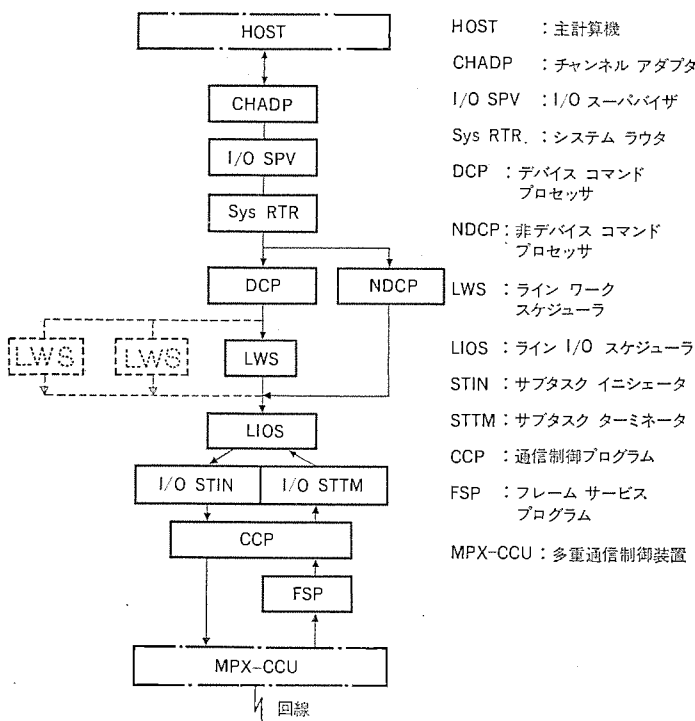 HOST
CHADP
I/O SPV
Sys RTR
DCP
NDCP
LWS
LWS
LWS
LIOS
I/O STIN
I/O STTM
CCP
FSP
MPX-CCU
回線
HOST :主計算機
CHADP :チャンネル アダプタ
I/O SPV :I/O スーパバイザ
Sys RTR. :システム ラウタ
DCP :デバイス コマンド
プロセッサ
NDCP:非デバイス コマンド
プロセッサ
LWS :ライン ワーク
スケジューラ
LIOS :ライン I/O スケジューラ
STIN :サブタスク イニシェータ
STTM :サブタスク ターミネータ
CCP :通信制御プログラム
FSP :フレーム サービス
プログラム
MPX-CCU:多重通信制御装置